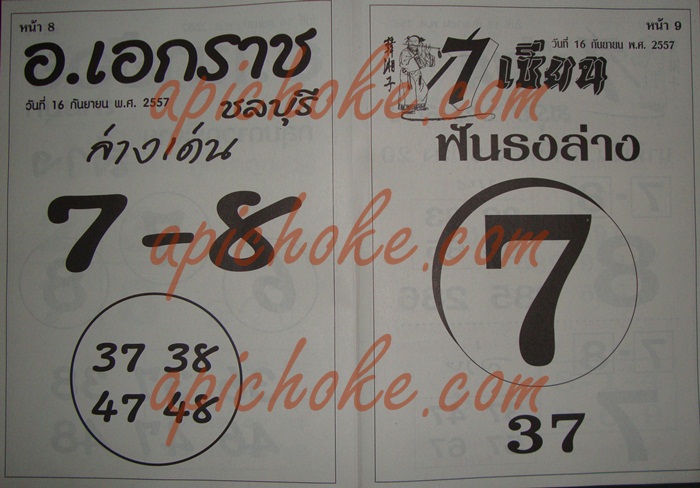 หน้า 8
อ.เอกราช
วันที่ 16 กันยายน พ.ศ. 2557 ชลบุรี
ล่างเด่น
7-8
37 38
47 48
หน้า 9
วันที่ 16 กันยายน พ.ศ. 2557
7 เซียน
ฟันธงล่าง
7
37
apichoke.com
apichoke.com
apichoke.com
apichoke.com